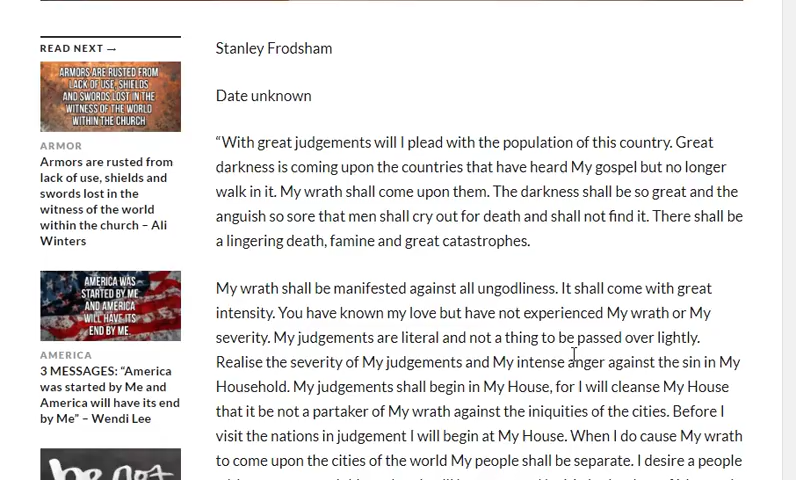 READ NEXT →
ARMORS ARE RUSTED FROM
LACK OF USE, SHIELDS
AND SWORDS LOST IN THE
WITNESS OF THE WORLD
WITHIN THE CHURCH
ARMOR
Armors are rusted from
lack of use, shields and
swords lost in the
witness of the world
within the church – Ali
Winters
AMERICA WAS
STARTED BY ME
AND AMERICA
WILL HAVE ITS
END BY ME.
AMERICA
3 MESSAGES: “America
was started by Me and
America will have its end
by Me” – Wendi Lee
be not
Stanley Frodsham
Date unknown
“With great judgements will I plead with the population of this country. Great
darkness is coming upon the countries that have heard My gospel but no longer
walk in it. My wrath shall come upon them. The darkness shall be so great and the
anguish so sore that men shall cry out for death and shall not find it. There shall be
a lingering death, famine and great catastrophes.
My wrath shall be manifested against all ungodliness. It shall come with great
intensity. You have known my love but have not experienced My wrath or My
severity. My judgements are literal and not a thing to be passed over lightly.
Realise the severity of My judgements and My intense anger against the sin in My
Household. My judgements shall begin in My House, for I will cleanse My House
that it be not a partaker of My wrath against the iniquities of the cities. Before I
visit the nations in judgement I will begin at My House. When I do cause My wrath
to come upon the cities of the world My people shall be separate. I desire a people